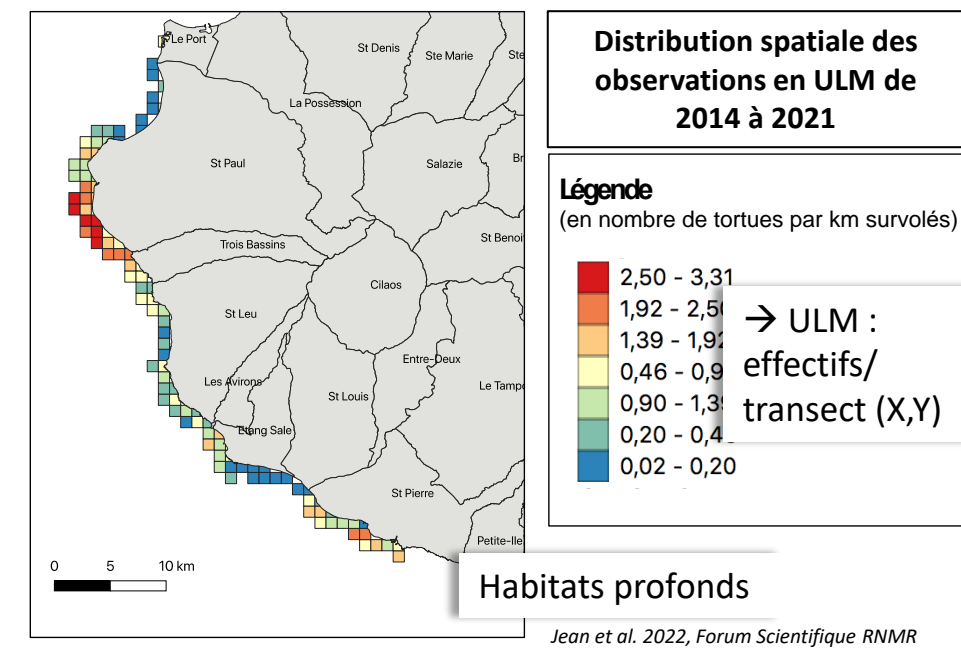 Distribution spatiale des
observations en ULM de
2014 à 2021
Le Port
St Denis
Ste Marie
Ste
La Possession
St Paul
Salazie
Br
Trois Bassins
St Benoi
Cilaos
St Leu
Entre-Deux
Les Avirons
St Louis
Le Tampo
Etang Sale
St Pierre
Petite-Ile
0 5 10 km
Légende
(en nombre de tortues par km survolés)
2,50 - 3,31
1,92 - 2,50
1,39 - 1,92
0,46 - 0,9
0,90 - 1,39
0,20 - 0,4
0,02 - 0,20
→ ULM :
effectifs/
transect (X,Y)
Habitats profonds
Jean et al. 2022, Forum Scientifique RNMR